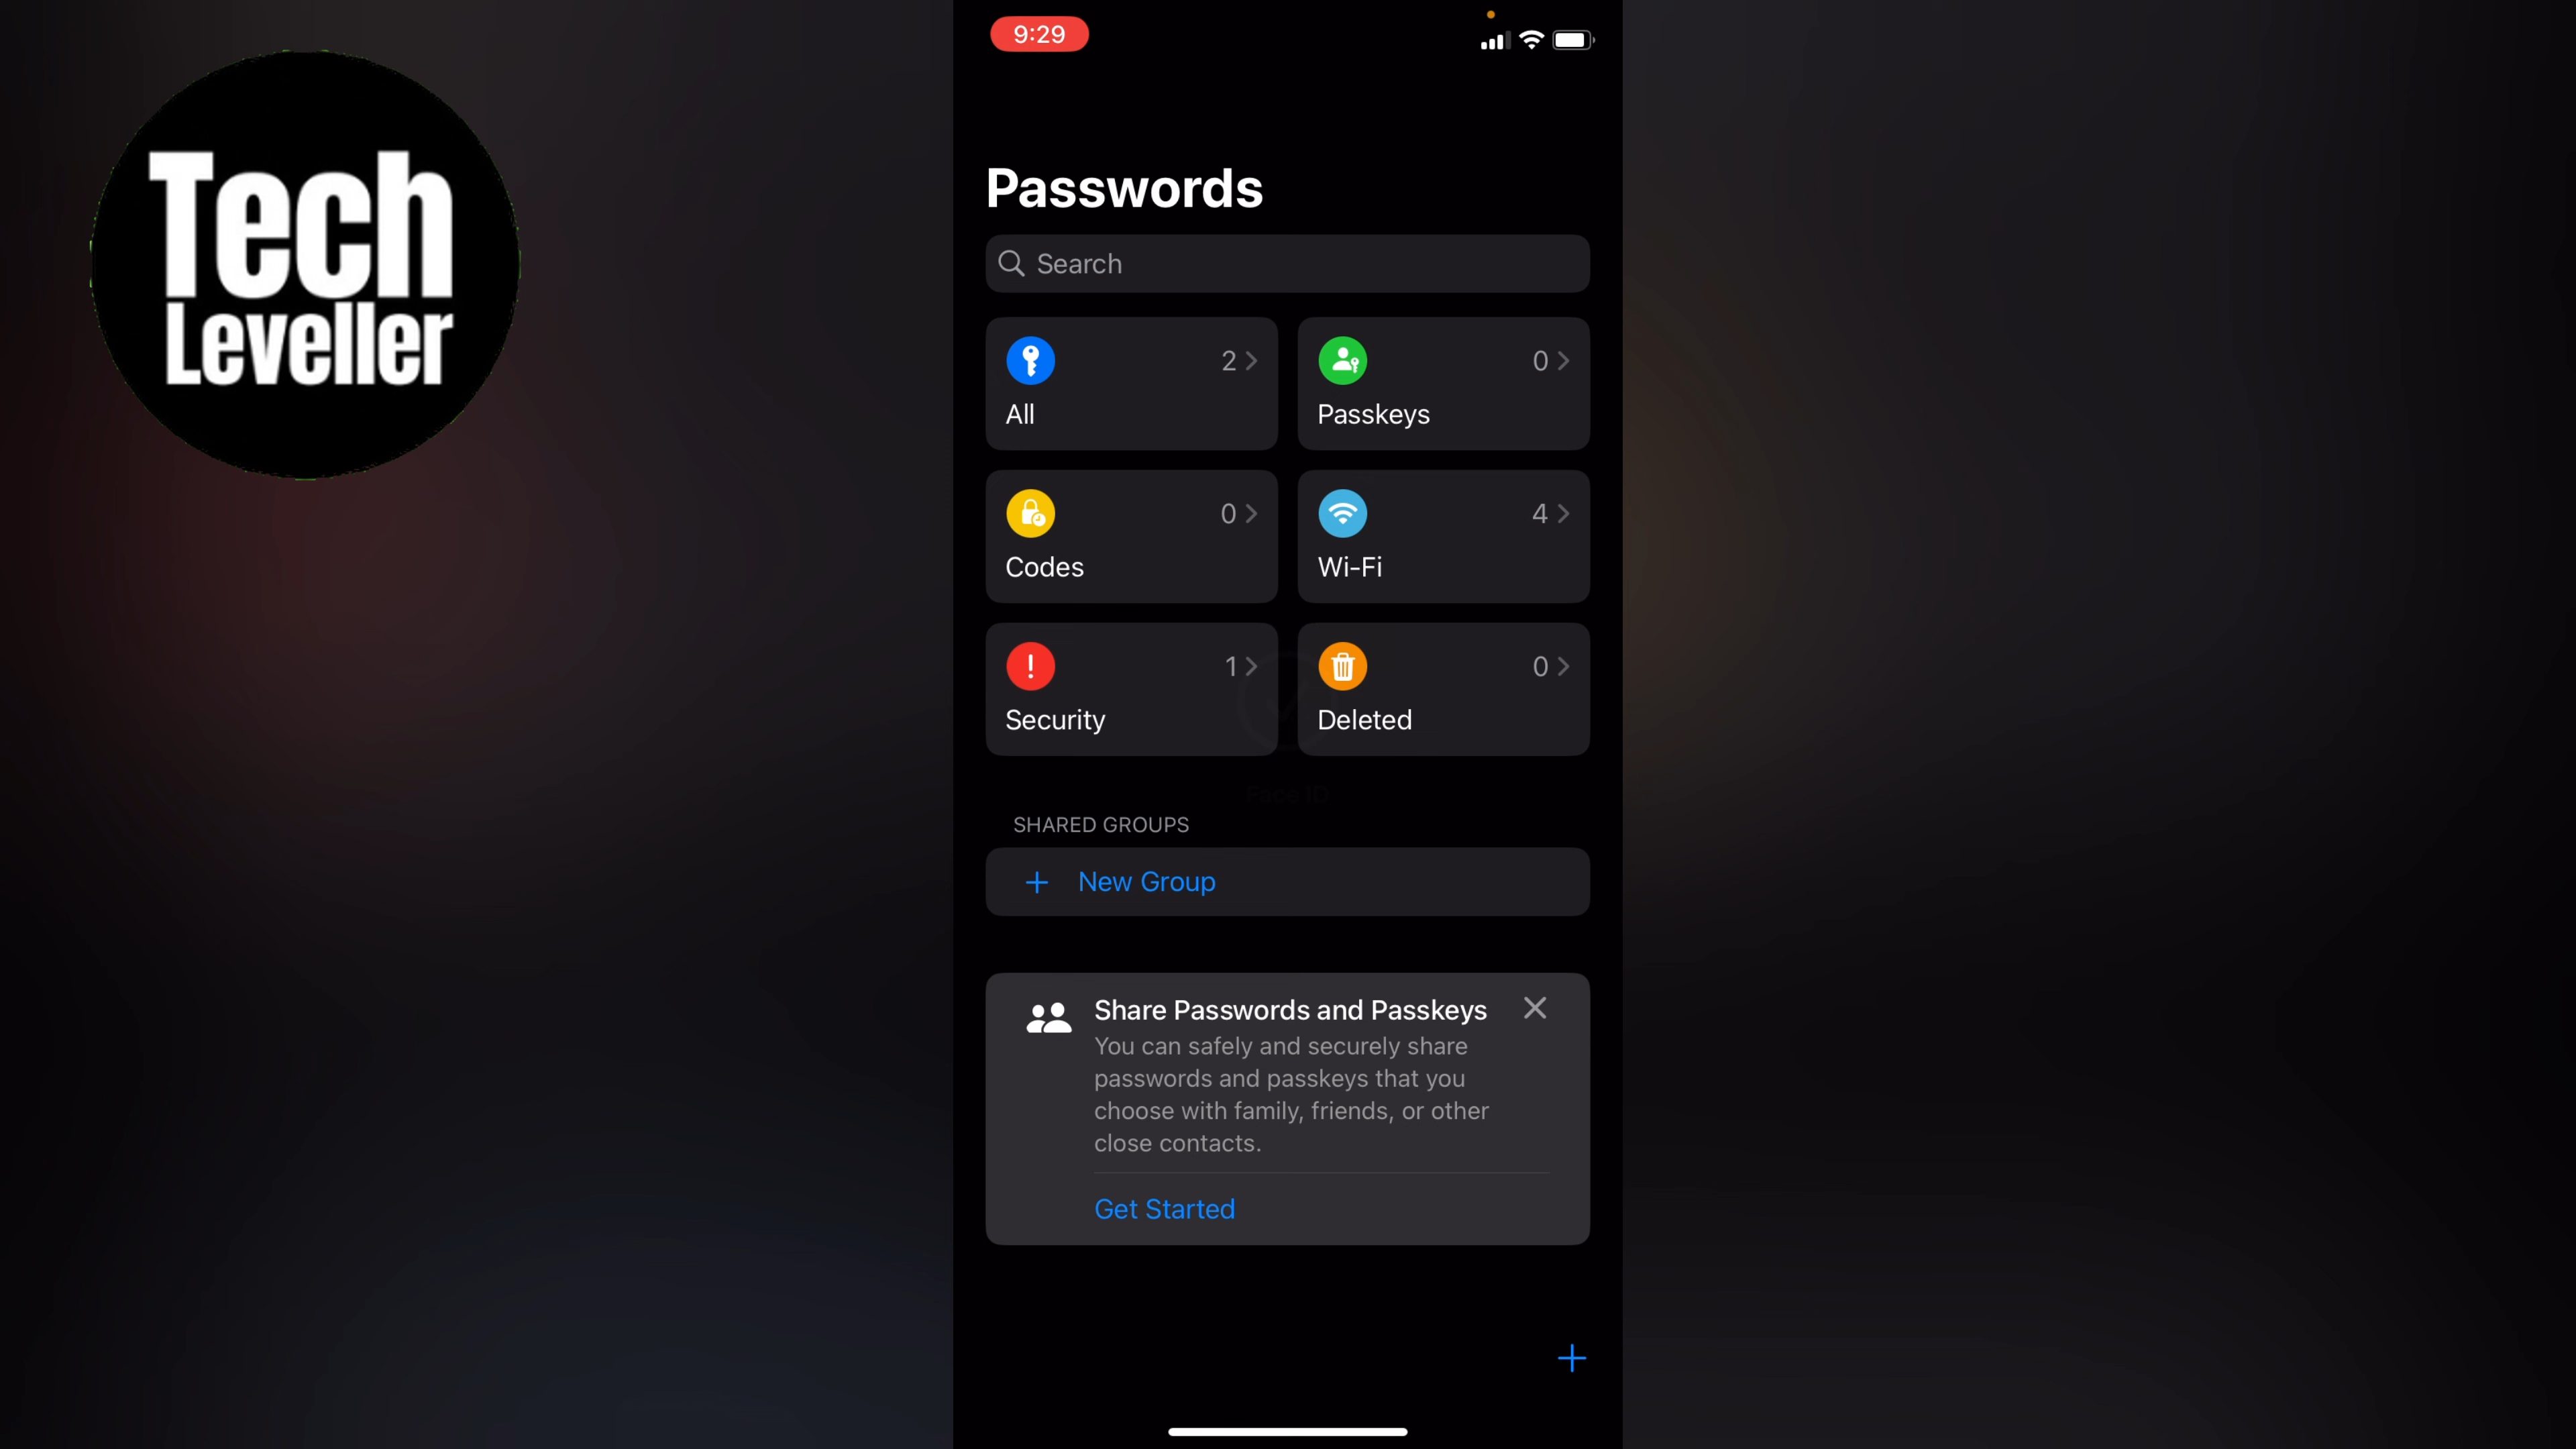 Tech
Leveller
9:29
Passwords
Search
2
All
0
Passkeys
0
Codes
4
Wi-Fi
1
Security
0
Deleted
Face ID
SHARED GROUPS
New Group
Share Passwords and Passkeys
You can safely and securely share
passwords and passkeys that you
choose with family, friends, or other
close contacts.
Get Started